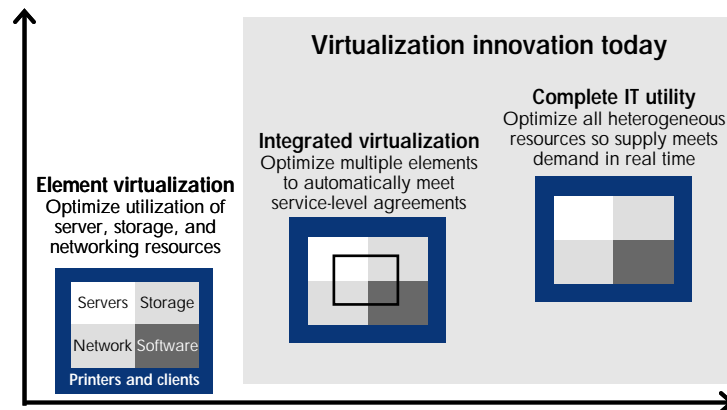 Virtualization innovation today
Complete IT utility
Optimize all heterogeneous
resources so supply meets
demand in real time
Integrated virtualization
Optimize multiple elements
to automatically meet
service-level agreements
Element virtualization
Optimize utilization of
server, storage, and
networking resources
Servers Storage
Network Software
Printers and clients